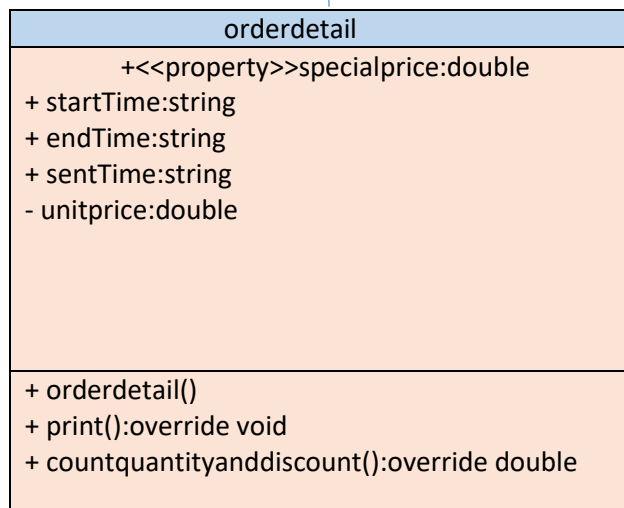 orderdetail
+<<property>>specialprice:double
+ startTime:string
+ endTime:string
+ sentTime:string
- unitprice:double
+ orderdetail()
+ print():override void
+ countquantityanddiscount():override double